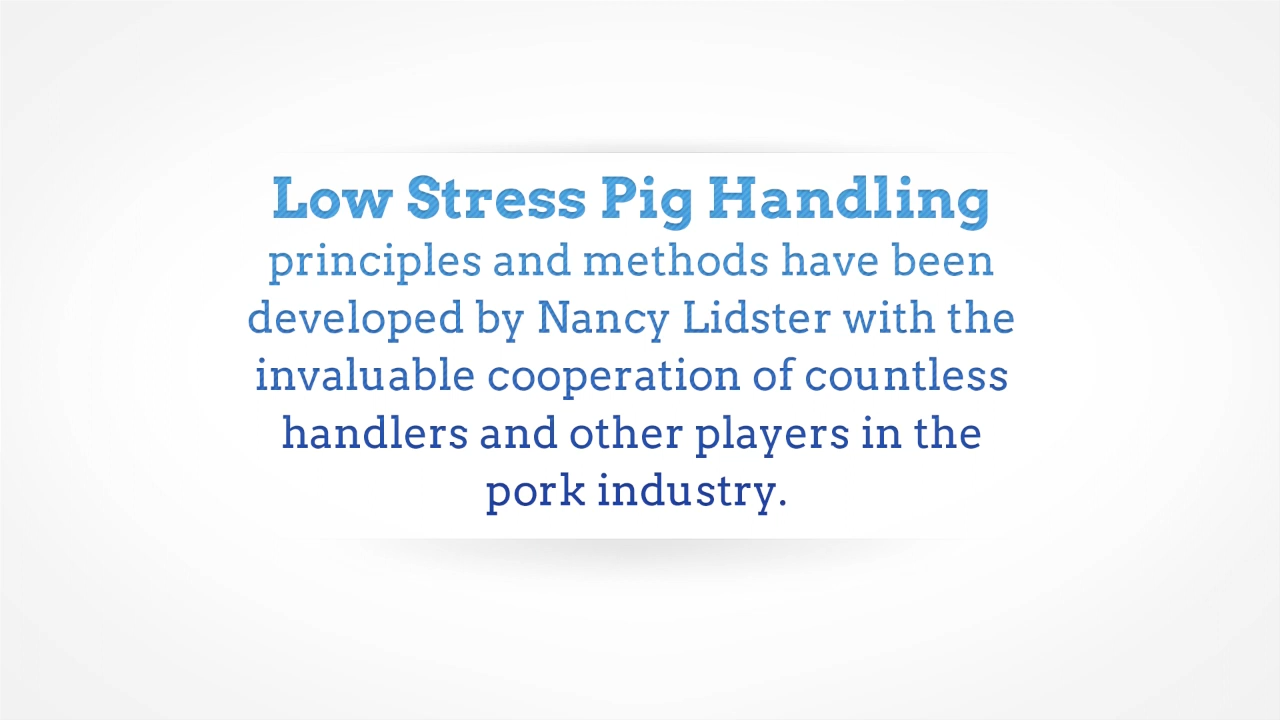 Low Stress Pig Handling
principles and methods have been
developed by Nancy Lidster with the
invaluable cooperation of countless
handlers and other players in the
pork industry.